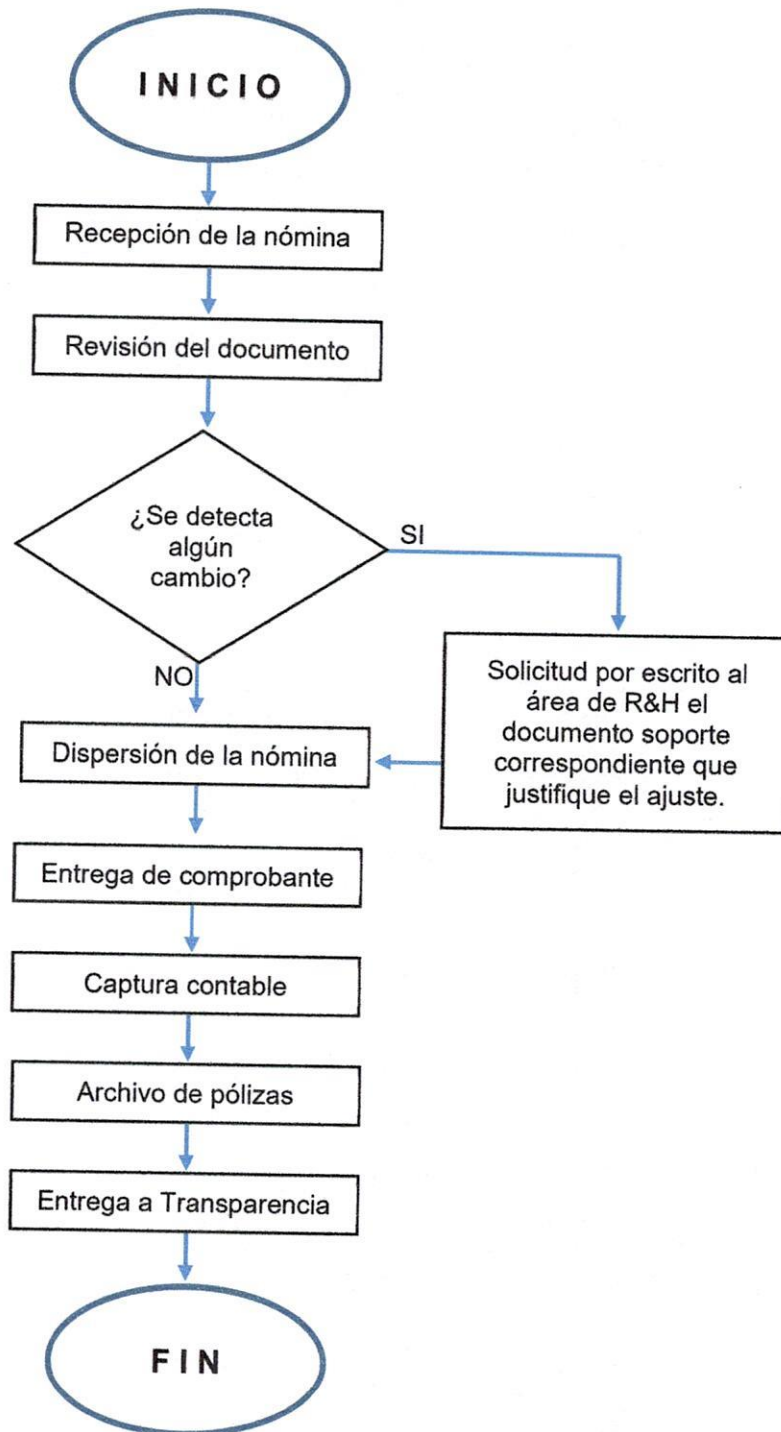 INICIO
Recepción de la nómina
Revisión del documento
¿Se detecta
algún
cambio?
SI
NO
Solicitud por escrito al
área de R&H el
documento soporte
correspondiente que
justifique el ajuste.
Dispersión de la nómina
Entrega de comprobante
Captura contable
Archivo de pólizas
Entrega a Transparencia
FIN